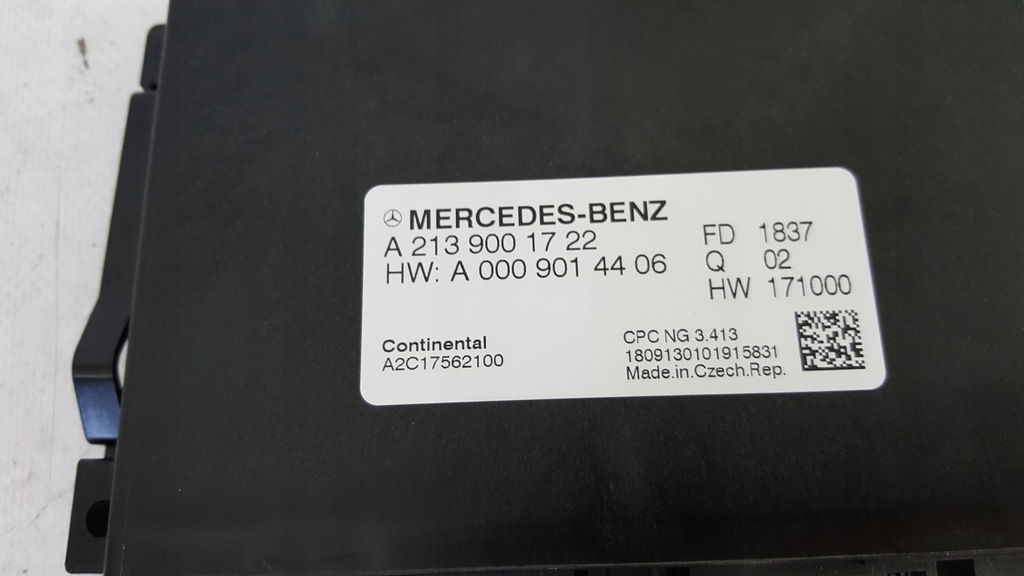 MERCEDES-BENZ
A 213 900 17 22
HW: A 000 901 44 06
FD 1837
Q 02
HW 171000
Continental
A2C17562100
CPC NG 3.413
1809130101915831
Made.in.Czech.Rep.